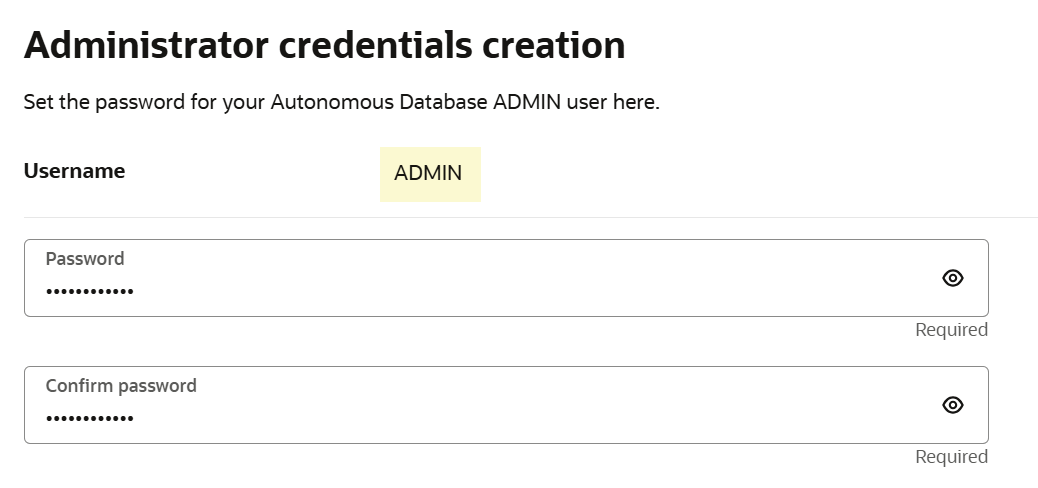 Administrator credentials creation
Set the password for your Autonomous Database ADMIN user here.
Username ADMIN
Password
••••••••••••
Required
Confirm password
••••••••••••
Required